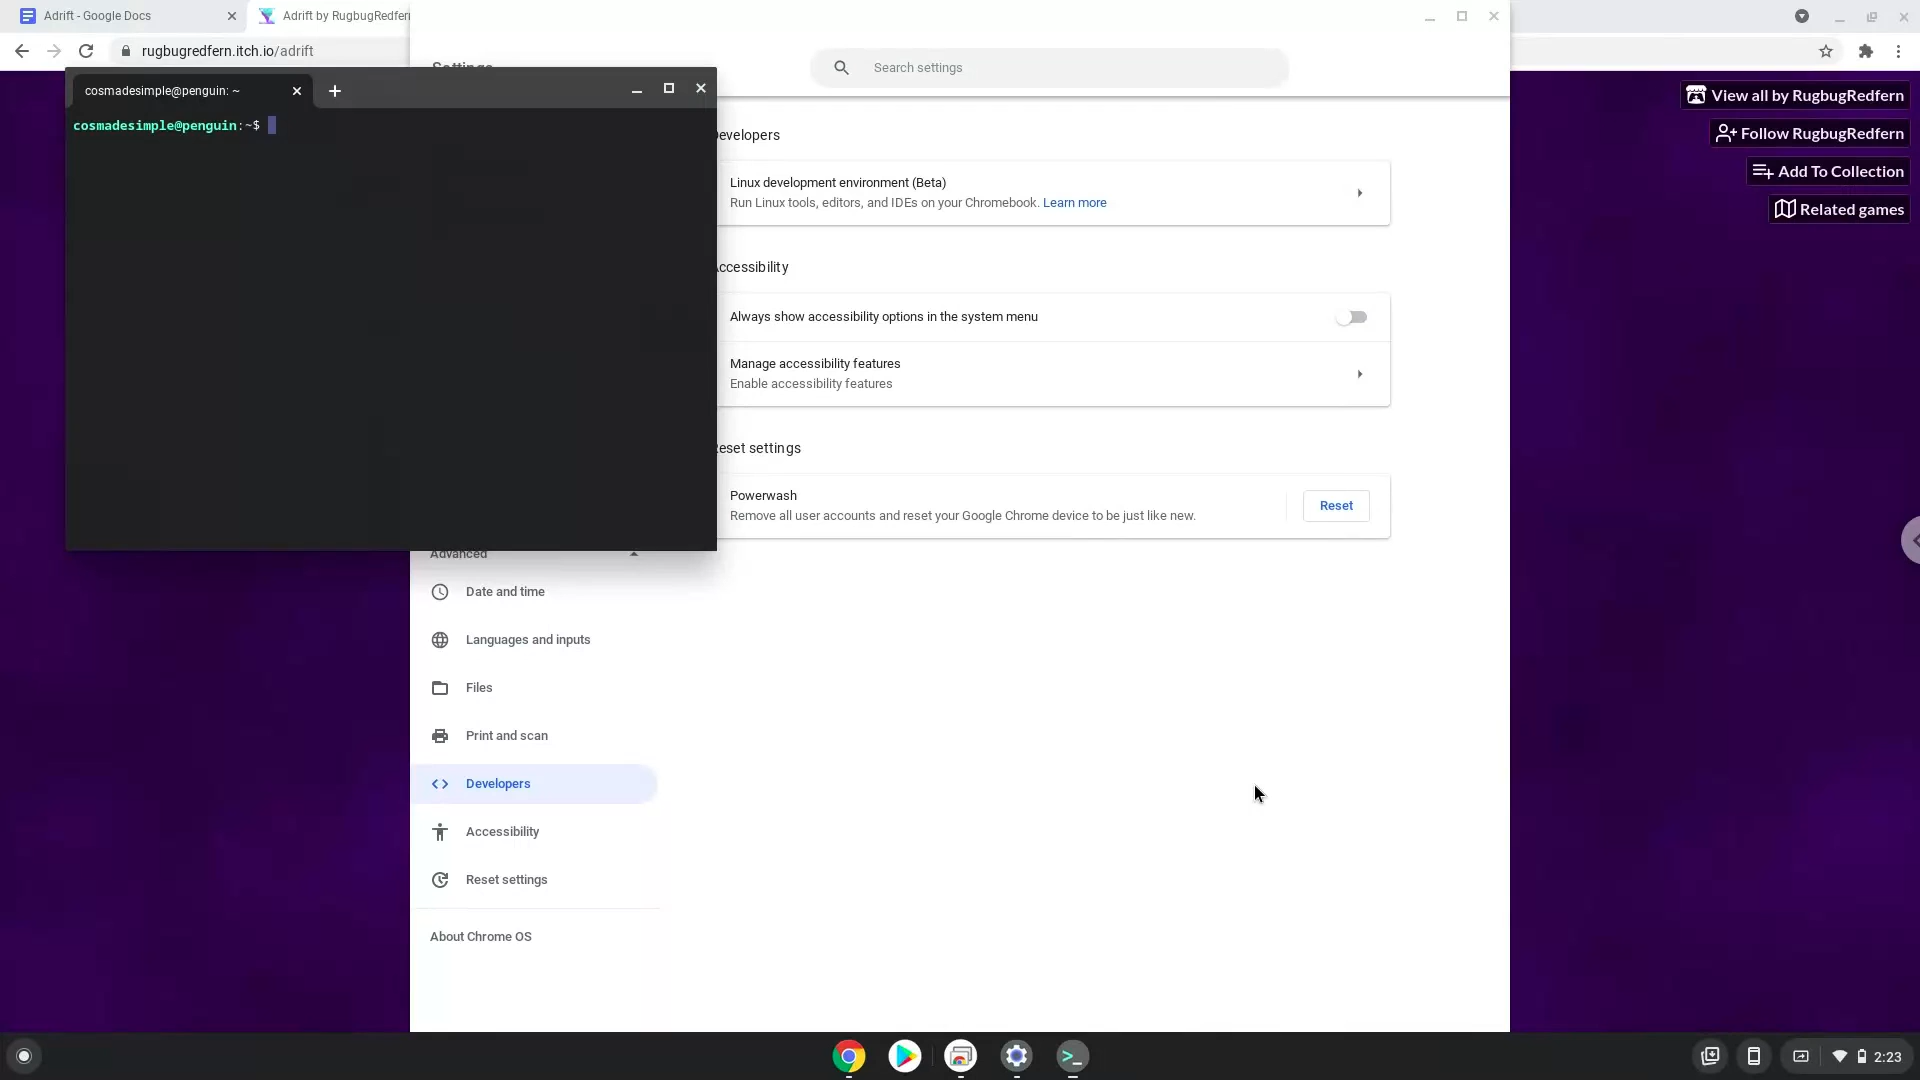 Adrift - Google Docs
Adrift by RugbugRedfern
rugbugredfern.itch.io/adrift
Settings
Search settings
cosmadesimple@penguin: ~
cosmadesimple@penguin:~$
View all by RugbugRedfern
Follow RugbugRedfern
Add To Collection
Related games
Developers
Linux development environment (Beta)
Run Linux tools, editors, and IDEs on your Chromebook. Learn more
Accessibility
Always show accessibility options in the system menu
Manage accessibility features
Enable accessibility features
Reset settings
Powerwash
Remove all user accounts and reset your Google Chrome device to be just like new.
Reset
Advanced
Date and time
Languages and inputs
Files
Print and scan
Developers
Accessibility
Reset settings
About Chrome OS
2:23